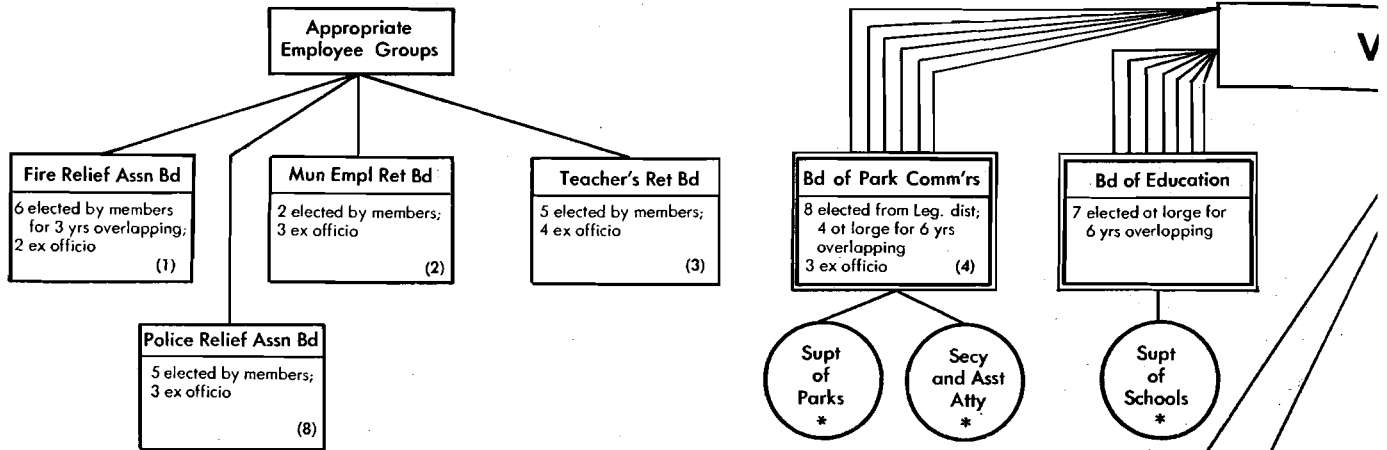 Appropriate
Employee Groups
V
Fire Relief Assn Bd
6 elected by members
for 3 yrs overlapping;
2 ex officio
(1)
Mun Empl Ret Bd
2 elected by members;
3 ex officio
(2)
Teacher's Ret Bd
5 elected by members;
4 ex officio
(3)
Bd of Park Comm'rs
8 elected from Leg. dist;
4 at large for 6 yrs
overlapping
3 ex officio
(4)
Bd of Education
7 elected at large for
6 yrs overlapping
Police Relief Assn Bd
5 elected by members;
3 ex officio
(8)
Supt
of
Parks
*
Secy
and Asst
Atty
*
Supt
of
Schools
*